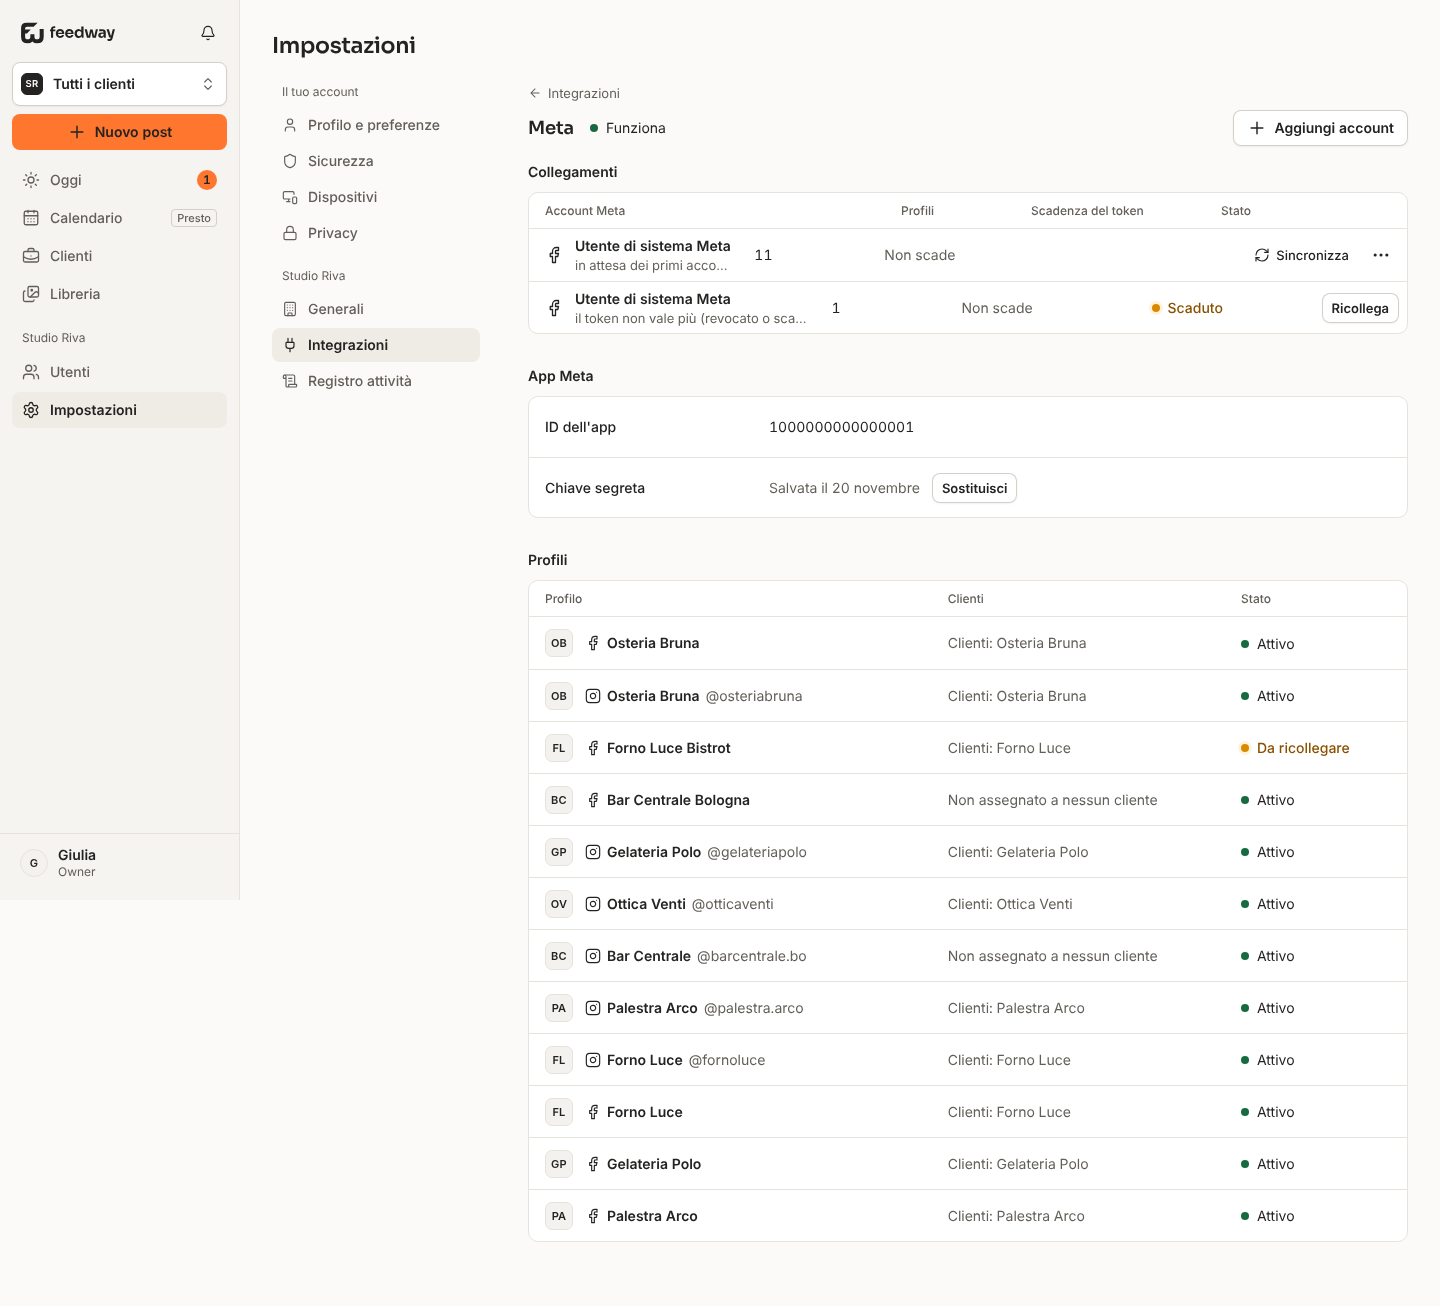 feedway
SR Tutti i clienti
Nuovo post
Oggi 1
Calendario Presto
Clienti
Libreria
Studio Riva
Utenti
Impostazioni
G Giulia
Owner
Impostazioni
Il tuo account
Profilo e preferenze
Sicurezza
Dispositivi
Privacy
Studio Riva
Generali
Integrazioni
Registro attività
Integrazioni
Meta Funziona Aggiungi account
Collegamenti
Account Meta Profili Scadenza del token Stato
Utente di sistema Meta 11 Non scade Sincronizza
in attesa dei primi acco...
Utente di sistema Meta 1 Non scade Scaduto Ricollega
il token non vale più (revocato o sca...
App Meta
ID dell'app 1000000000000001
Chiave segreta Salvata il 20 novembre Sostituisci
Profili
Profilo Clienti Stato
OB Osteria Bruna Clienti: Osteria Bruna Attivo
OB Osteria Bruna @osteriabruna Clienti: Osteria Bruna Attivo
FL Forno Luce Bistrot Clienti: Forno Luce Da ricollegare
BC Bar Centrale Bologna Non assegnato a nessun cliente Attivo
GP Gelateria Polo @gelateriapolo Clienti: Gelateria Polo Attivo
OV Ottica Venti @otticaventi Clienti: Ottica Venti Attivo
BC Bar Centrale @barcentrale.bo Non assegnato a nessun cliente Attivo
PA Palestra Arco @palestra.arco Clienti: Palestra Arco Attivo
FL Forno Luce @fornoluce Clienti: Forno Luce Attivo
FL Forno Luce Clienti: Forno Luce Attivo
GP Gelateria Polo Clienti: Gelateria Polo Attivo
PA Palestra Arco Clienti: Palestra Arco Attivo